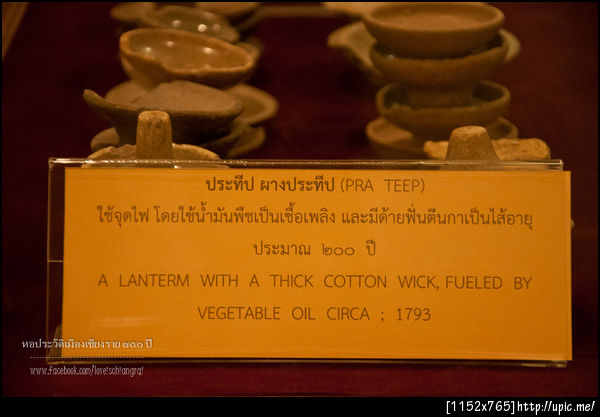 ประทีป ผางประทีป (PRA TEEP)
ใช้จุดไฟ โดยใช้น้ำมันพืชเป็นเชื้อเพลิง และมีด้ายฟั่นตีนกาเป็นไส้อายุ
ประมาณ ๒๐๐ ปี
A LANTERM WITH A THICK COTTON WICK, FUELED BY
VEGETABLE OIL CIRCA ; 1793
หอประวัติเมืองเชียงราย ๗๕๐ ปี
www.facebook.com/loveischiangrai
[1152x765]http://upic.me/